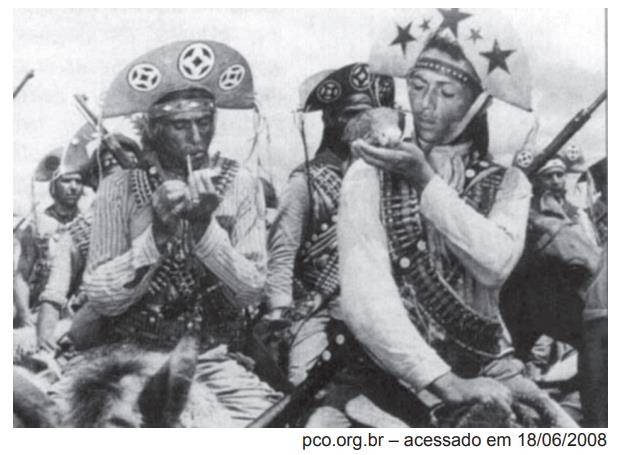 pco.org.br – acessado em 18/06/2008